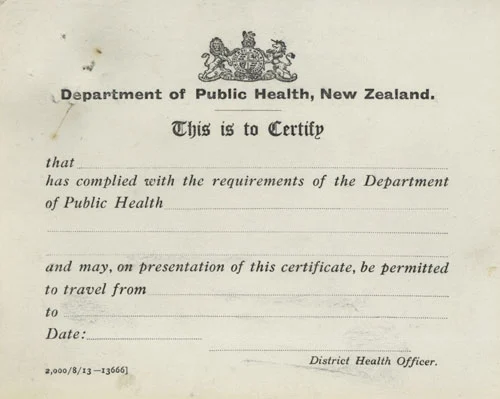 Department of Public Health, New Zealand.
This is to Certify
that
has complied with the requirements of the Department
of Public Health
and may, on presentation of this certificate, be permitted
to travel from
to
Date:
District Health Officer.
2,000/8/13—13666]